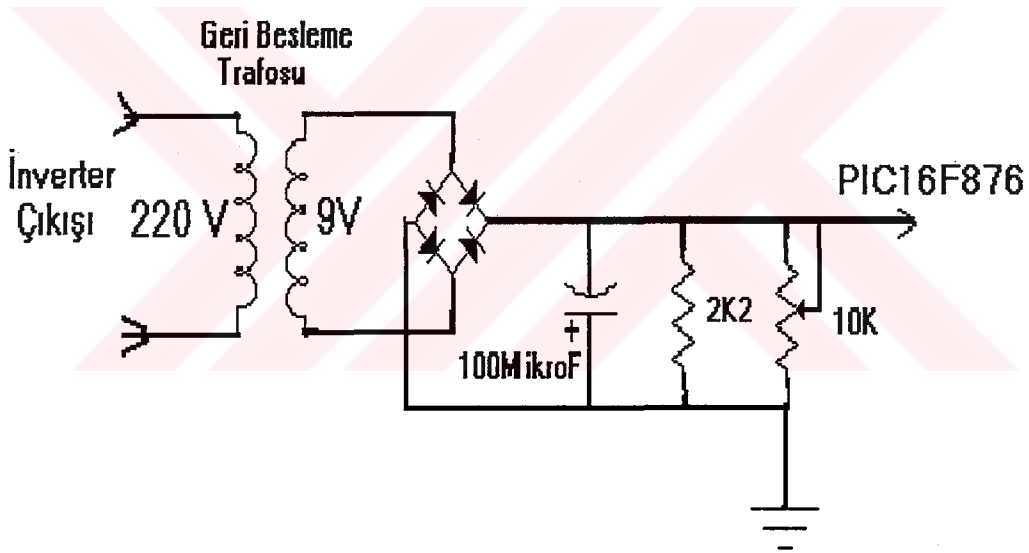 Geri Besleme
Trafosu
İnverter
Çıkışı
220 V
9V
PIC16F876
2K2
10K
+
100MikroF